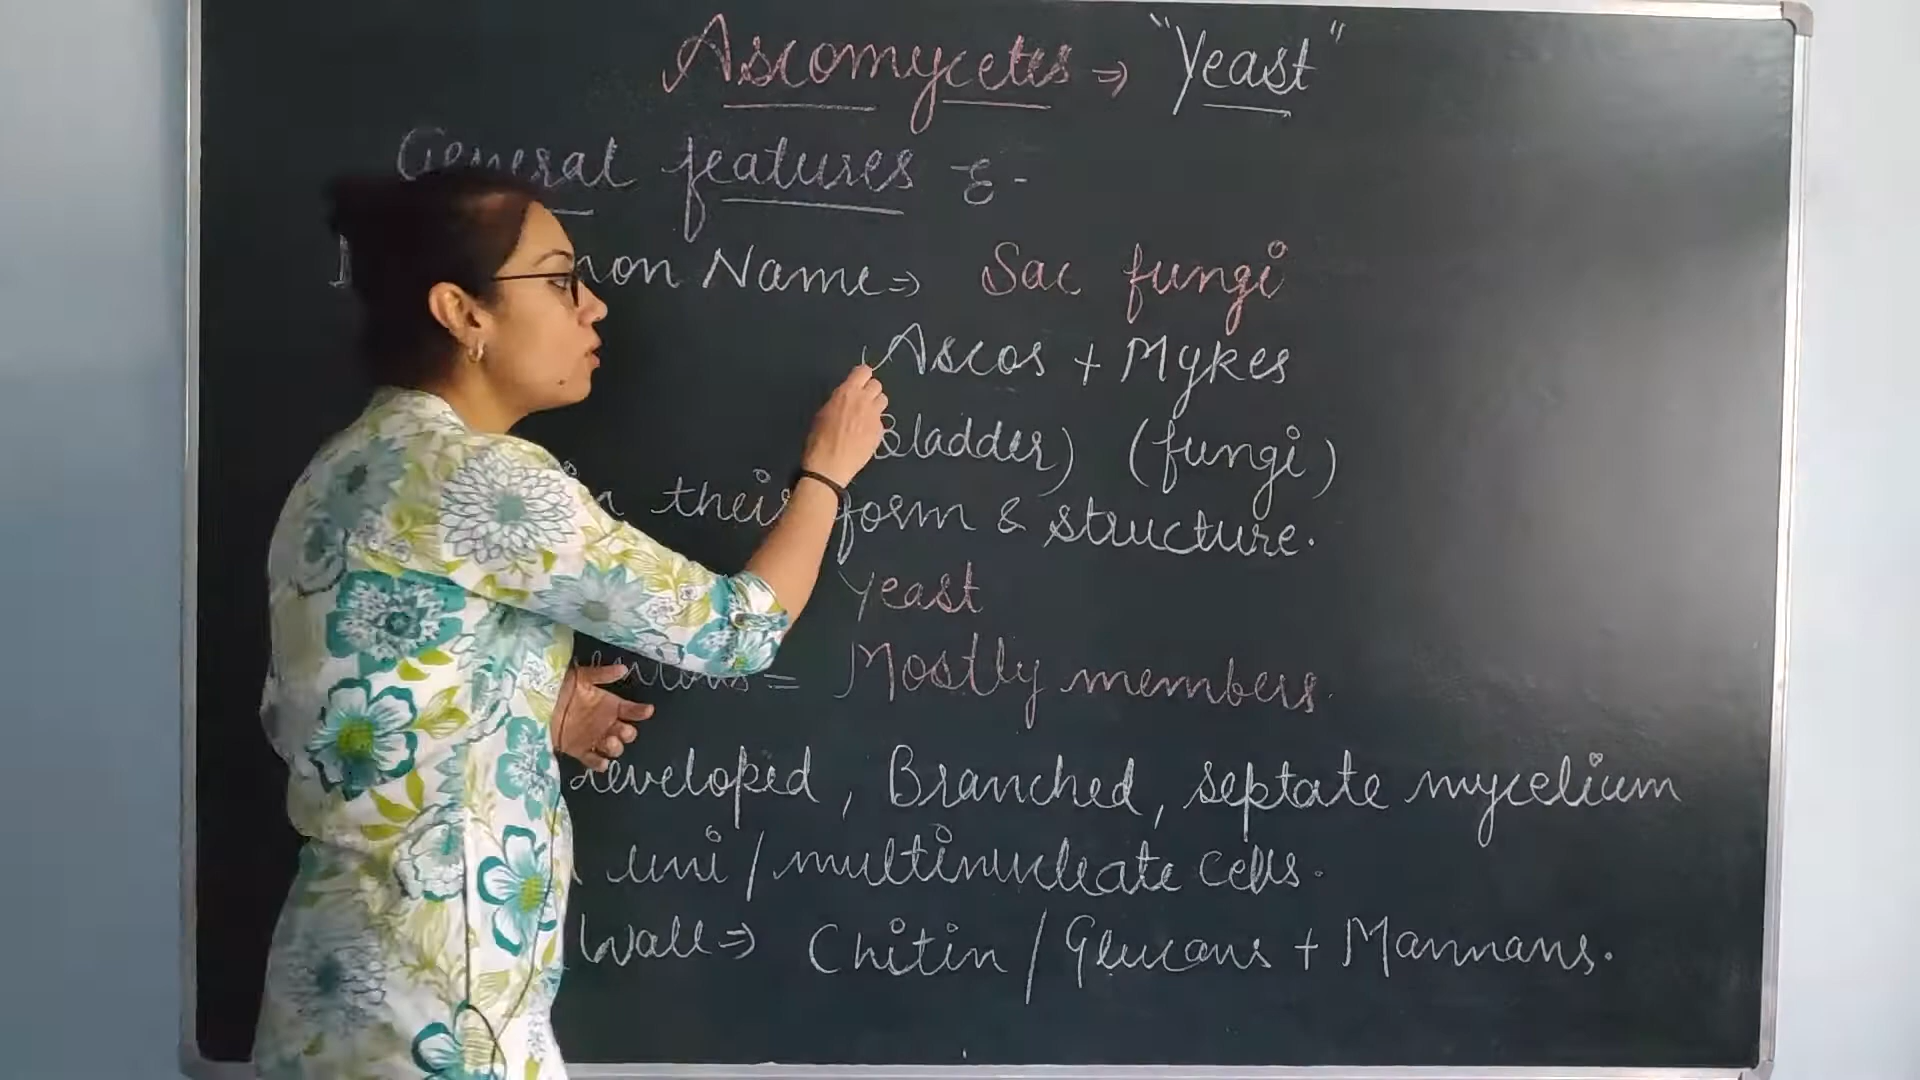 Ascomycetes ⇒ "Yeast"
General features :-
Name ⇒ Sac fungi
Ascos + Mykes
Bladder) (fungi)
in their form & structure.
Yeast
= Mostly members.
developed, Branched, septate mycelium
uni / multinucleate cells.
Wall ⇒ Chitin / Glucans + Mannans.